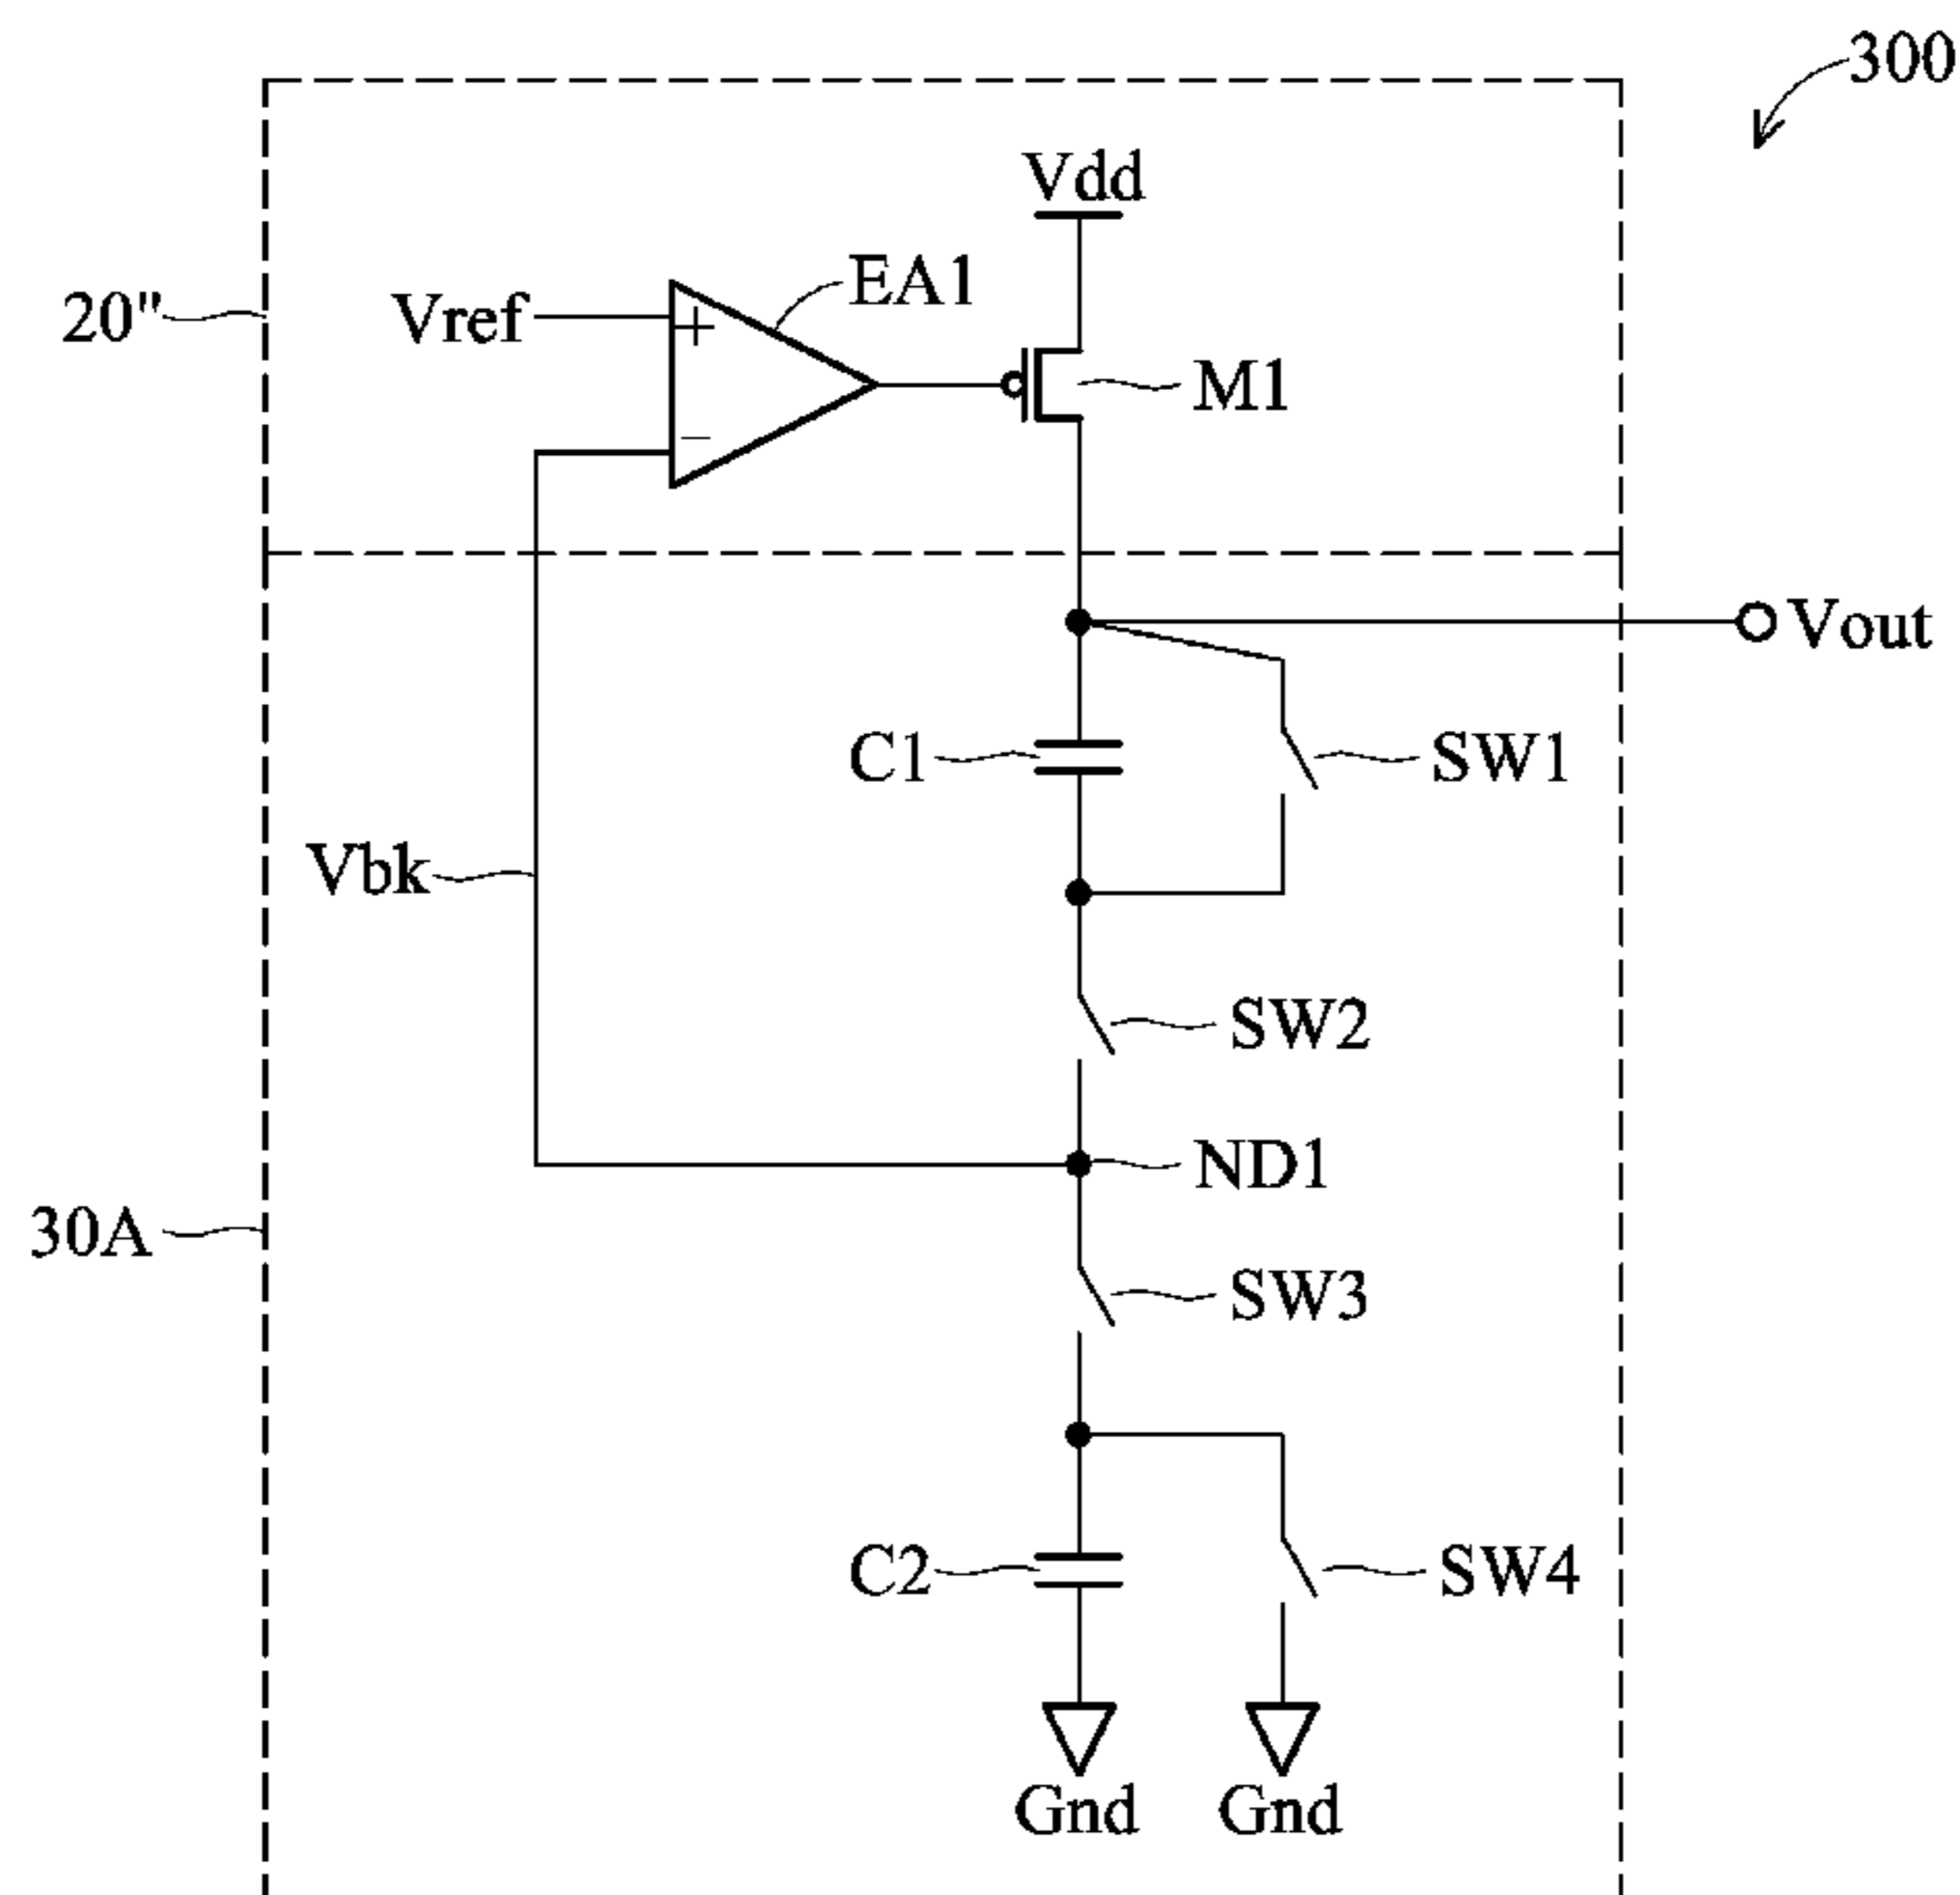 300
Vdd
EA1
20"
Vref
+
M1
−
Vout
C1
SW1
Vbk
SW2
ND1
30A
SW3
C2
SW4
Gnd
Gnd